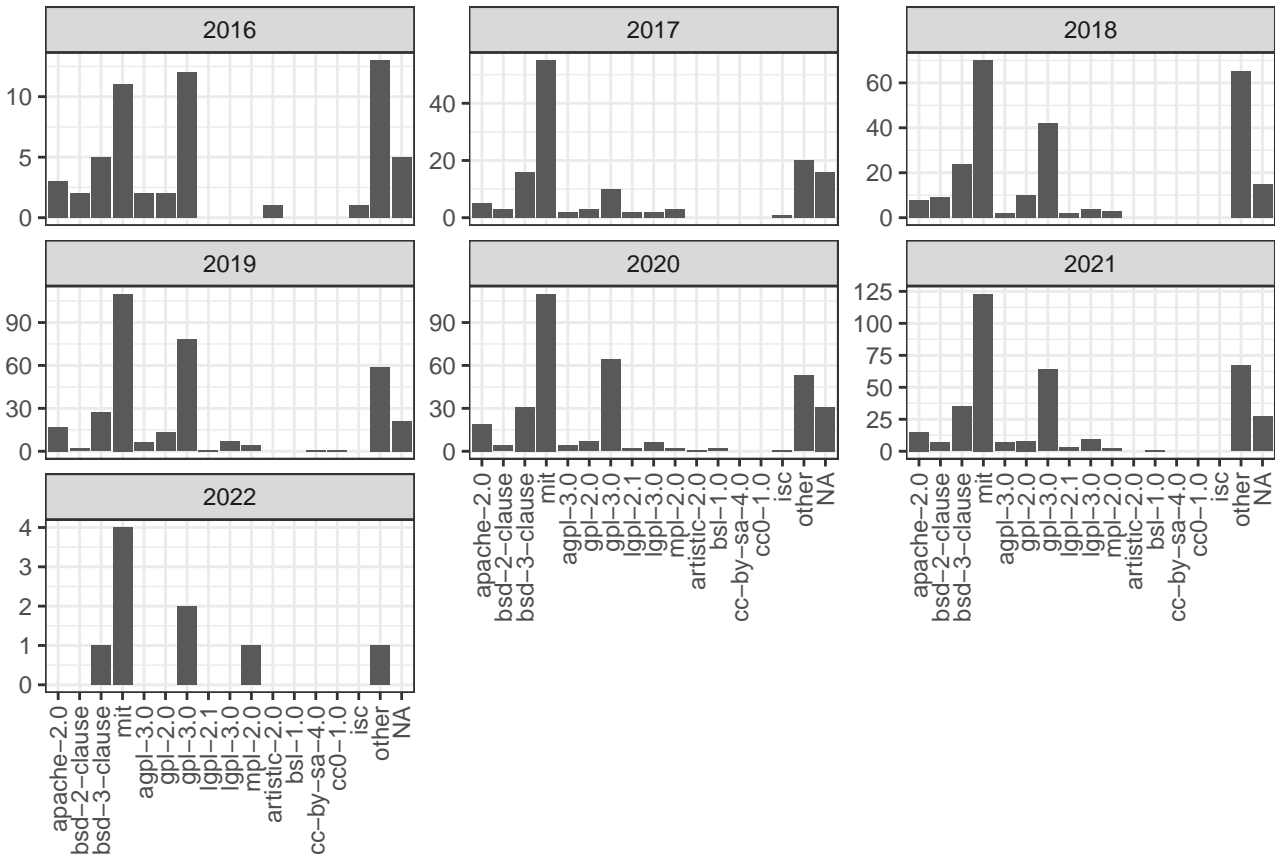 2016
2017
2018
10
5
0
40
20
0
60
40
20
0
2019
2020
2021
90
60
30
0
90
60
30
0
125
100
75
50
25
0
apache−2.0
bsd−2−clause
bsd−3−clause
mit
agpl−3.0
gpl−2.0
gpl−3.0
lgpl−2.1
lgpl−3.0
mpl−2.0
artistic−2.0
bsl−1.0
cc−by−sa−4.0
cc0−1.0
isc
other
NA
apache−2.0
bsd−2−clause
bsd−3−clause
mit
agpl−3.0
gpl−2.0
gpl−3.0
lgpl−2.1
lgpl−3.0
mpl−2.0
artistic−2.0
bsl−1.0
cc−by−sa−4.0
cc0−1.0
isc
other
NA
2022
4
3
2
1
0
apache−2.0
bsd−2−clause
bsd−3−clause
mit
agpl−3.0
gpl−2.0
gpl−3.0
lgpl−2.1
lgpl−3.0
mpl−2.0
artistic−2.0
bsl−1.0
cc−by−sa−4.0
cc0−1.0
isc
other
NA